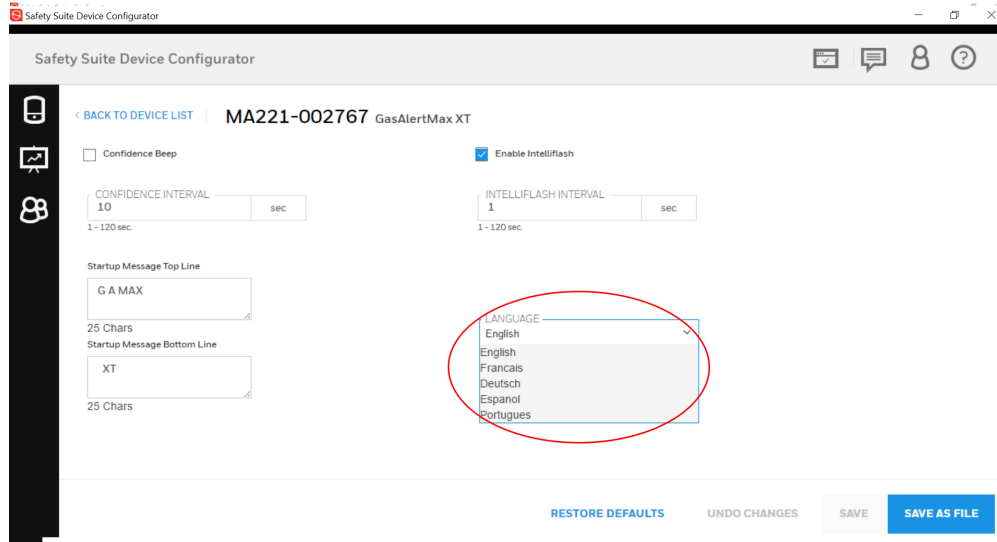 Safety Suite Device Configurator
Safety Suite Device Configurator
< BACK TO DEVICE LIST MA221-002767 GasAlertMax XT
Confidence Beep
Enable Intelliflash
CONFIDENCE INTERVAL
10 sec
1 - 120 sec.
INTELLIFLASH INTERVAL
1 sec
1 - 120 sec.
Startup Message Top Line
G A MAX
25 Chars
Startup Message Bottom Line
XT
25 Chars
LANGUAGE
English
English
Francais
Deutsch
Espanol
Portugues
RESTORE DEFAULTS UNDO CHANGES SAVE SAVE AS FILE